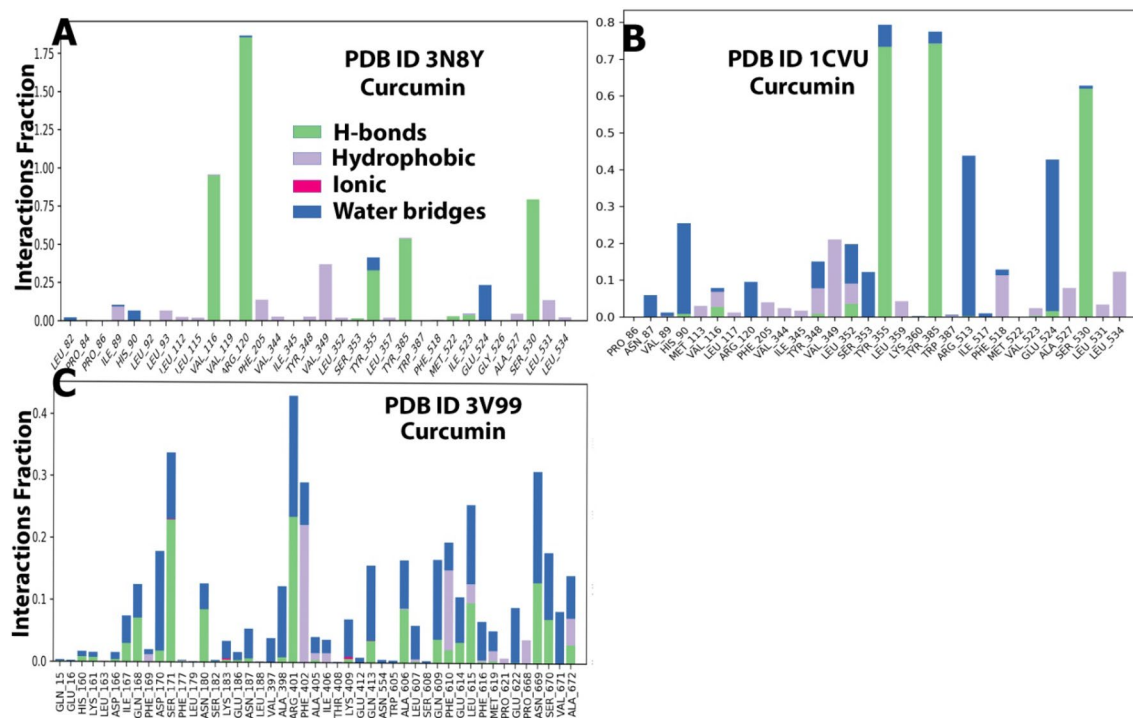 A
PDB ID 3N8Y
Curcumin
H-bonds
Hydrophobic
Ionic
Water bridges
Interactions Fraction
1.75
1.50
1.25
1.00
0.75
0.50
0.25
0.00
LEU_82
PRO_84
PRO_86
ILE_89
HIS_90
LEU_92
LEU_93
LEU_112
LEU_115
VAL_116
VAL_119
ARG_120
PHE_205
VAL_344
ILE_345
TYR_348
VAL_349
LEU_352
SER_353
TYR_355
LEU_357
TYR_385
TRP_387
PHE_518
MET_522
ILE_523
GLU_524
GLY_526
ALA_527
SER_530
LEU_531
LEU_534
B
PDB ID 1CVU
Curcumin
0.8
0.7
0.6
0.5
0.4
0.3
0.2
0.1
0.0
PRO_86
ASN_87
VAL_89
HIS_90
MET_113
VAL_116
LEU_117
ARG_120
PHE_205
VAL_344
ILE_345
TYR_348
VAL_349
LEU_352
SER_353
TYR_355
LEU_359
LYS_360
TYR_385
TRP_387
ARG_513
ILE_517
PHE_518
MET_522
VAL_523
GLU_524
ALA_527
SER_530
LEU_531
LEU_534
C
PDB ID 3V99
Curcumin
Interactions Fraction
0.4
0.3
0.2
0.1
0.0
GLN_15
GLU_16
HIS_160
LYS_161
LEU_163
ASP_166
ILE_167
GLN_168
PHE_169
ASP_170
SER_171
PHE_177
LEU_179
ASN_180
SER_182
LYS_183
GLU_186
ASN_187
LEU_188
VAL_397
ALA_398
ARG_401
PHE_402
ALA_405
ILE_406
THR_408
LYS_409
GLU_412
GLN_413
ASN_554
TRP_605
ALA_606
LEU_607
SER_608
GLN_609
PHE_610
GLU_614
LEU_615
PHE_616
MET_619
PRO_621
GLU_622
PRO_668
ASN_669
SER_670
VAL_671
ALA_672